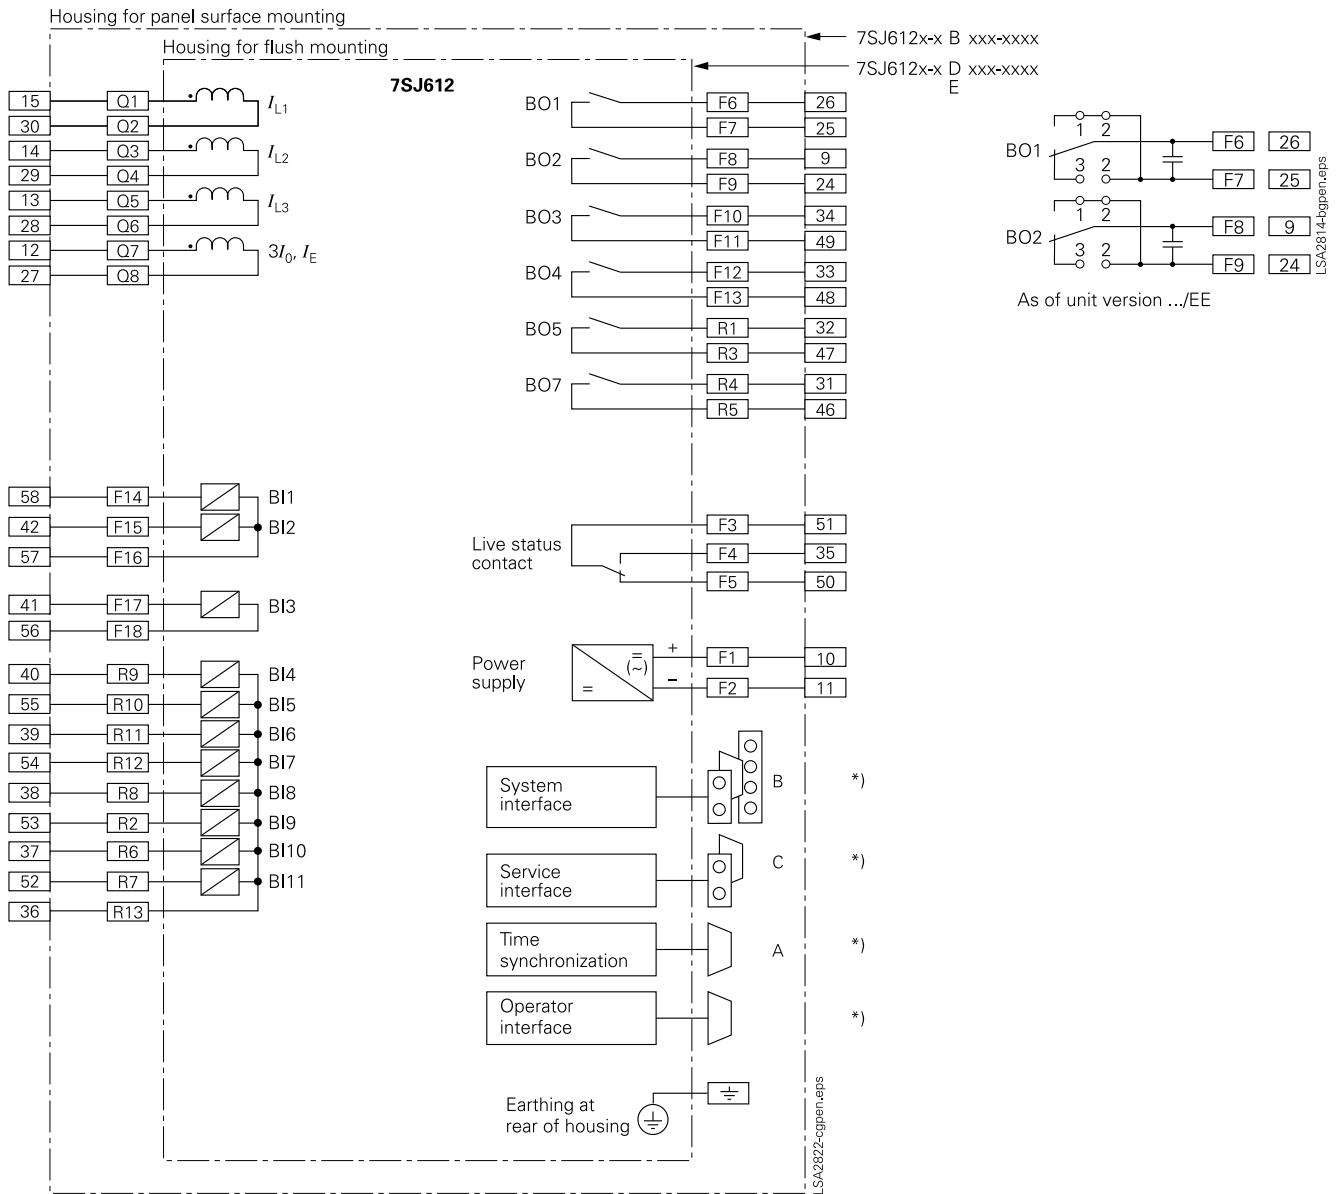 Housing for panel surface mounting
Housing for flush mounting
7SJ612x-x B xxx-xxxx
7SJ612x-x D xxx-xxxx
E
7SJ612
15 Q1 IL1
30 Q2
14 Q3 IL2
29 Q4
13 Q5 IL3
28 Q6
12 Q7 3I0, IE
27 Q8
BO1 F6 26
F7 25
BO2 F8 9
F9 24
BO3 F10 34
F11 49
BO4 F12 33
F13 48
BO5 R1 32
R3 47
BO7 R4 31
R5 46
1 2
BO1 F6 26
3 2
F7 25
1 2
BO2 F8 9
3 2
F9 24
As of unit version .../EE
LSA2814-bgpen.eps
58 F14 BI1
42 F15 BI2
57 F16
41 F17 BI3
56 F18
40 R9 BI4
55 R10 BI5
39 R11 BI6
54 R12 BI7
38 R8 BI8
53 R2 BI9
37 R6 BI10
52 R7 BI11
36 R13
Live status
contact
F3 51
F4 35
F5 50
Power
supply
= (~) =
+ F1 10
– F2 11
System
interface
B *)
Service
interface
C *)
Time
synchronization
A *)
Operator
interface
*)
Earthing at
rear of housing
LSA2822-cgpen.eps